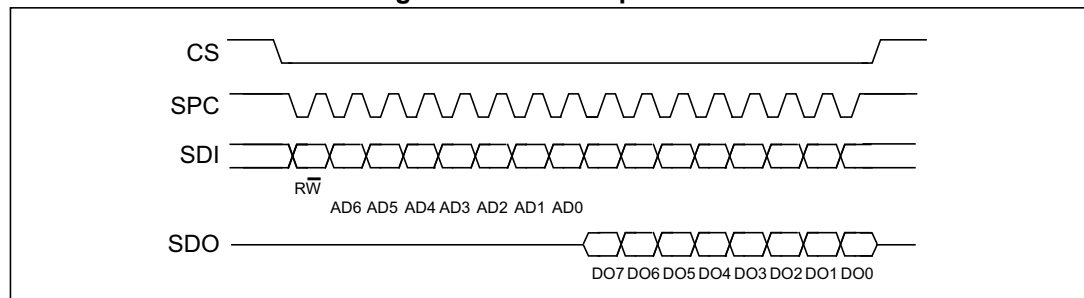 CS
SPC
SDI
RW
AD6 AD5 AD4 AD3 AD2 AD1 AD0
SDO
DO7 DO6 DO5 DO4 DO3 DO2 DO1 DO0